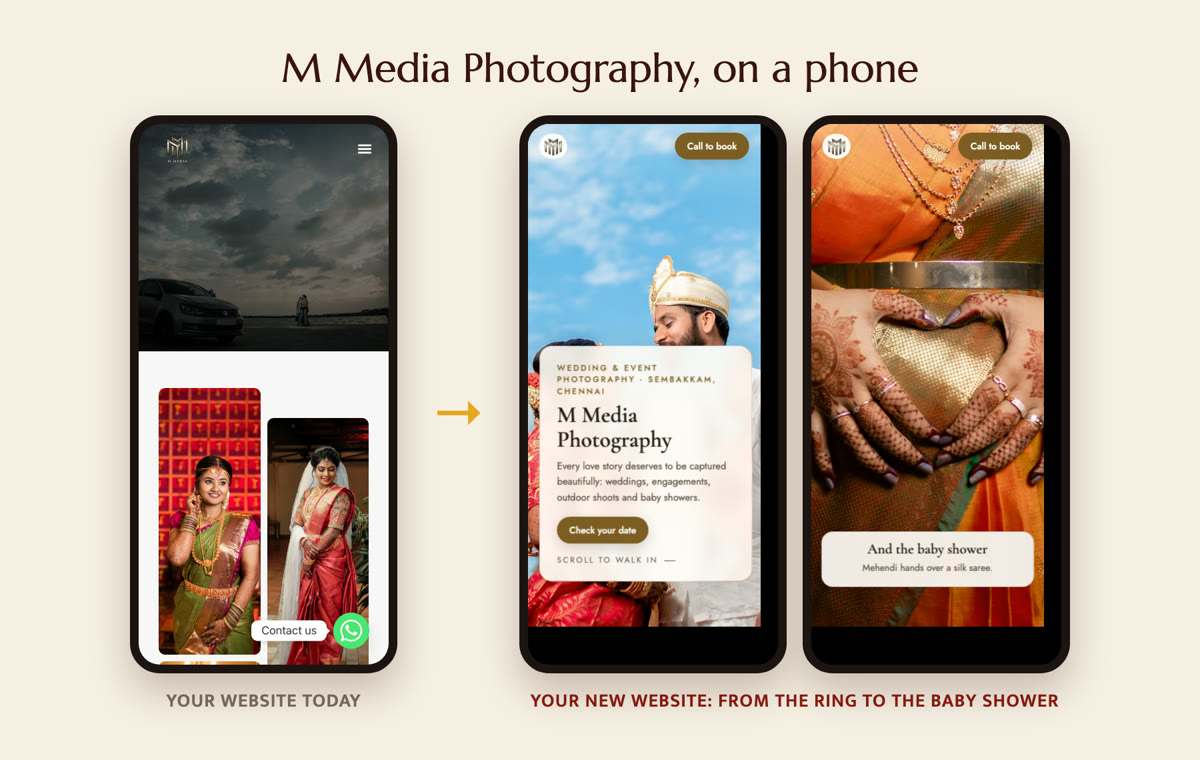 M Media Photography, on a phone
M MEDIA
Contact us
YOUR WEBSITE TODAY
Call to book
WEDDING & EVENT
PHOTOGRAPHY · SEMBAKKAM,
CHENNAI
M Media
Photography
Every love story deserves to be captured
beautifully: weddings, engagements,
outdoor shoots and baby showers.
Check your date
SCROLL TO WALK IN —
Call to book
And the baby shower
Mehendi hands over a silk saree.
YOUR NEW WEBSITE: FROM THE RING TO THE BABY SHOWER